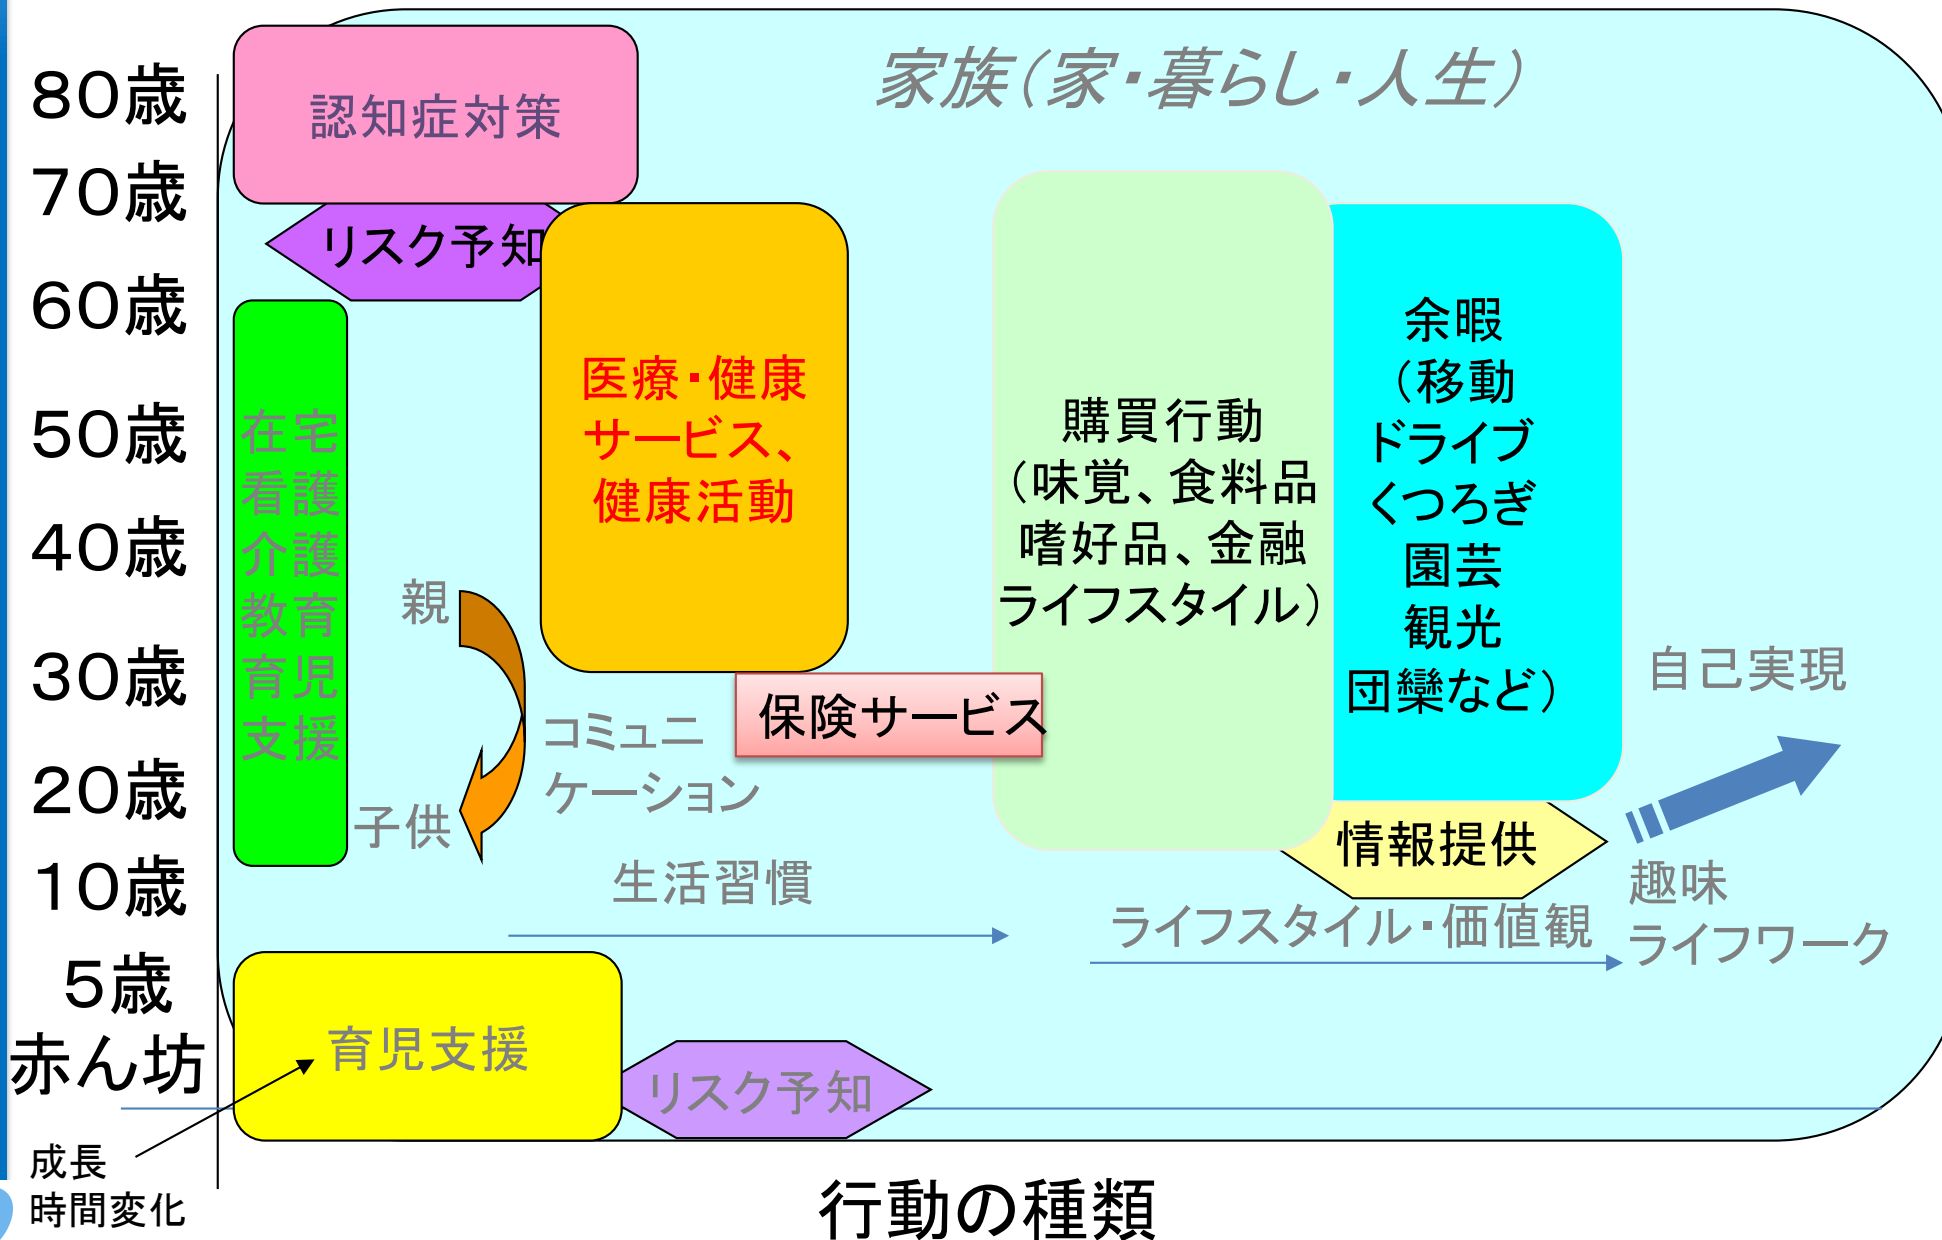 家族（家・暮らし・人生）
80歳
70歳
60歳
50歳
40歳
30歳
20歳
10歳
5歳
赤ん坊
認知症対策
リスク予知
在宅
看護
介護
教育
育児
支援
医療・健康
サービス、
健康活動
親
子供
コミュニ
ケーション
保険サービス
購買行動
（味覚、食料品
嗜好品、金融
ライフスタイル）
余暇
（移動
ドライブ
くつろぎ
園芸
観光
団欒など）
情報提供
自己実現
趣味
ライフワーク
生活習慣
ライフスタイル・価値観
育児支援
リスク予知
成長
時間変化
行動の種類